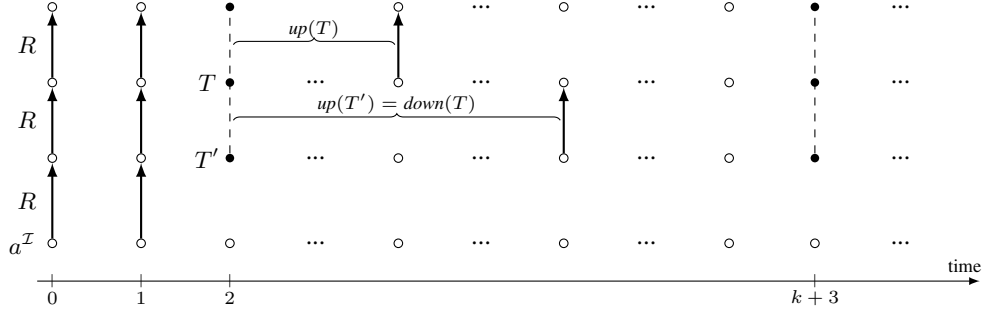 ... ...
R up(T)
T ... ... ... ...
R up(T′) = down(T)
T′ ... ... ... ...
R
a^ℐ ... ... ... ...
time
0 1 2 k + 3